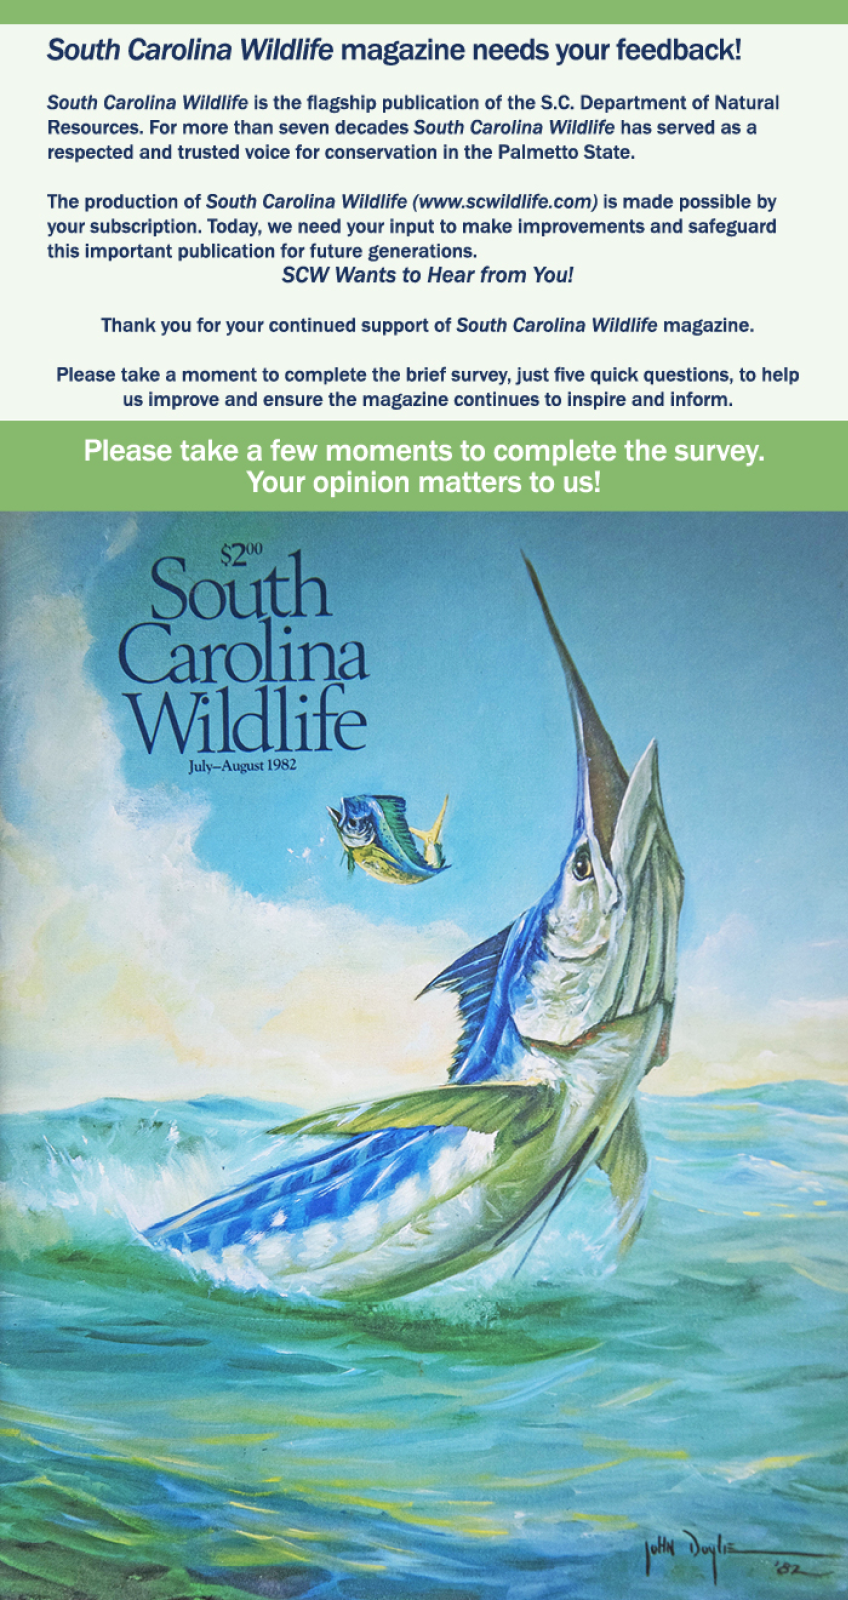 South Carolina Wildlife magazine needs your feedback!
South Carolina Wildlife is the flagship publication of the S.C. Department of Natural
Resources. For more than seven decades South Carolina Wildlife has served as a
respected and trusted voice for conservation in the Palmetto State.
The production of South Carolina Wildlife (www.scwildlife.com) is made possible by
your subscription. Today, we need your input to make improvements and safeguard
this important publication for future generations.
SCW Wants to Hear from You!
Thank you for your continued support of South Carolina Wildlife magazine.
Please take a moment to complete the brief survey, just five quick questions, to help
us improve and ensure the magazine continues to inspire and inform.
Please take a few moments to complete the survey.
Your opinion matters to us!
$200
South
Carolina
Wildlife
July–August 1982
John Doyle
'82